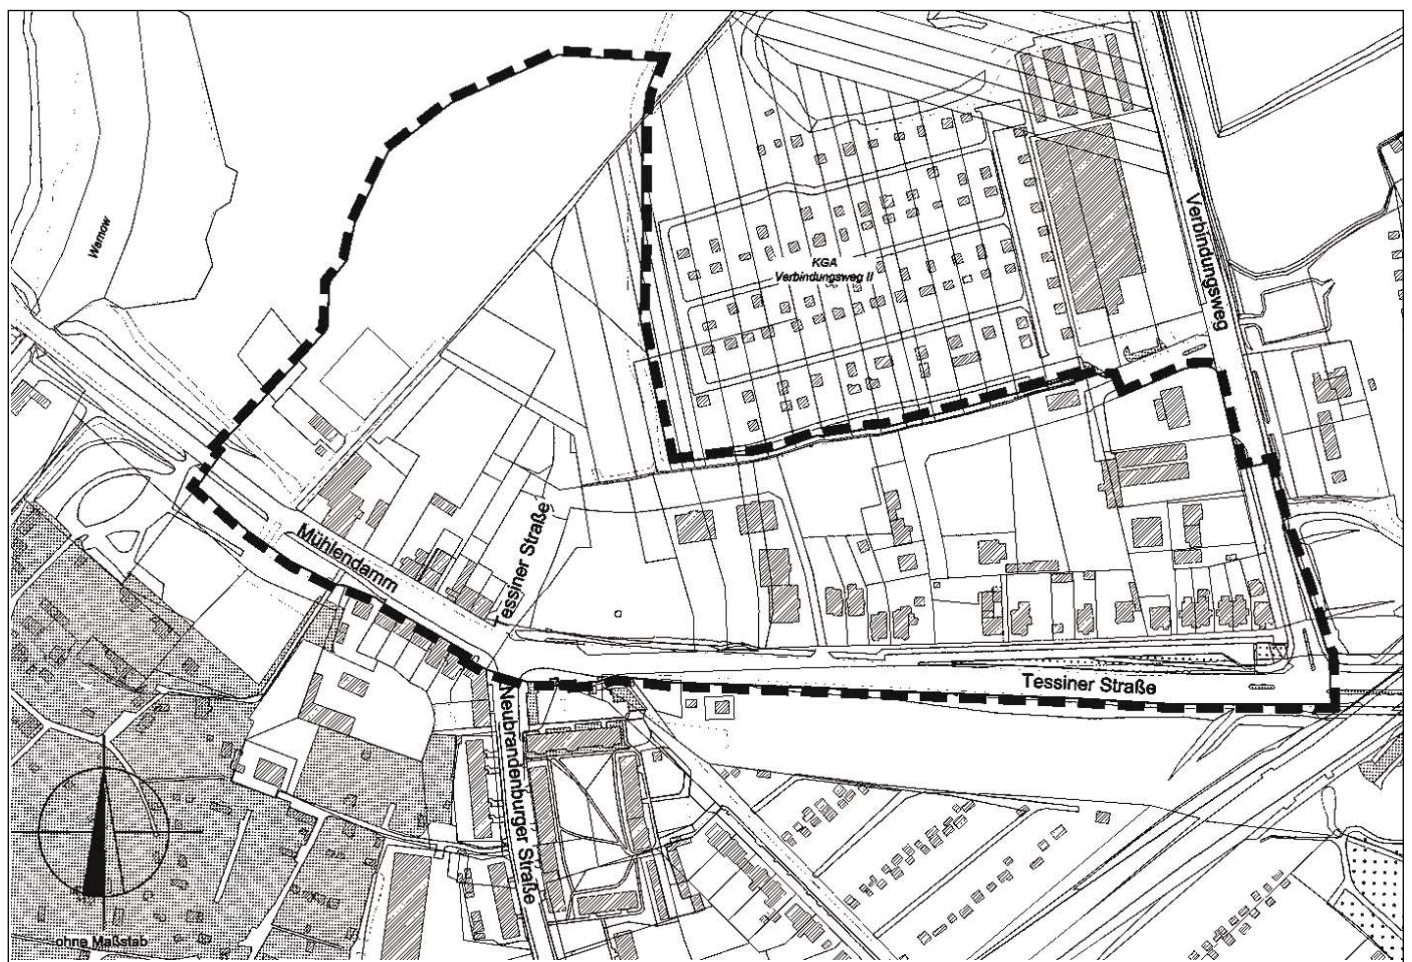 Warnow
KGA
Verbindungsweg II
Verbindungsweg
Mühlendamm
Tessiner Straße
Tessiner Straße
Neubrandenburger Straße
ohne Maßstab